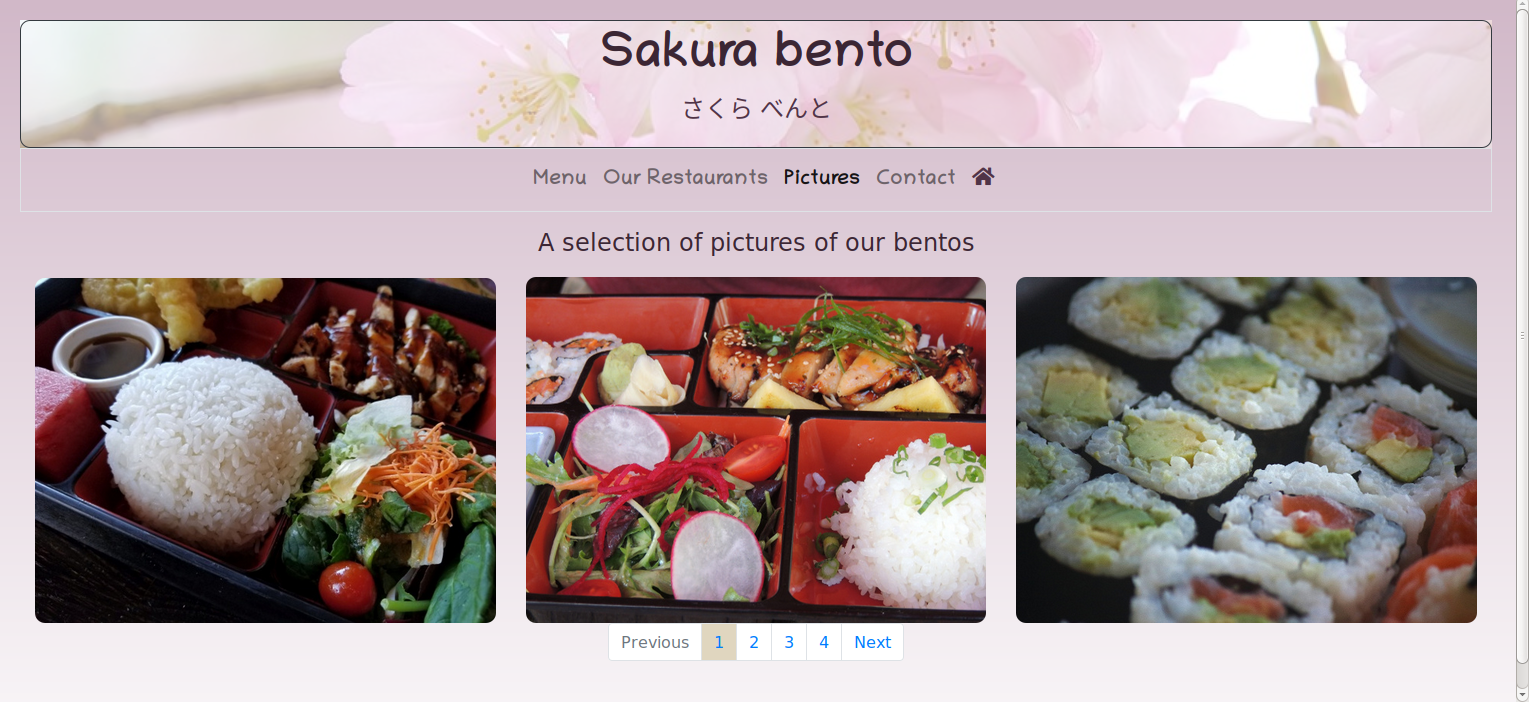 Sakura bento
さくら べんと
Menu Our Restaurants Pictures Contact
A selection of pictures of our bentos
Previous 1 2 3 4 Next